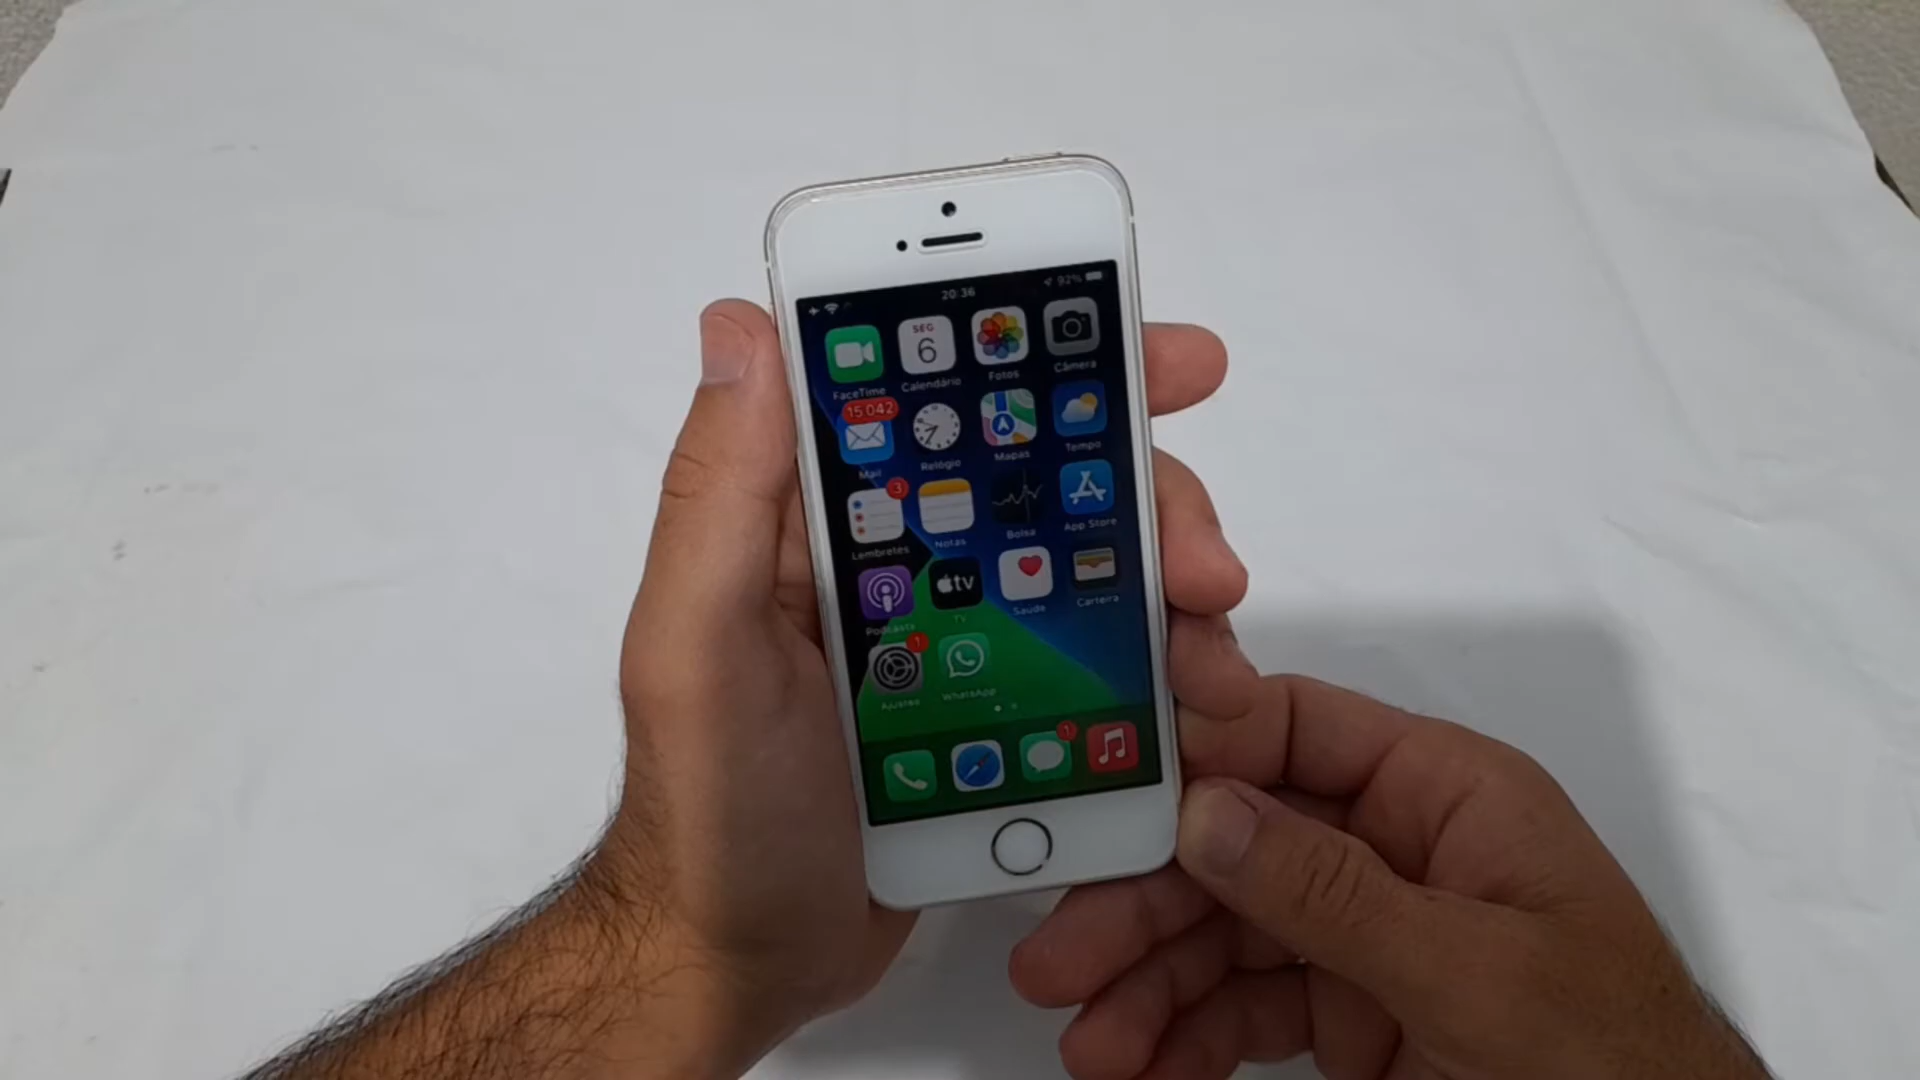 20:36
92%
SEG
6
FaceTime
Calendário
Fotos
Câmera
15.042
Mail
Relógio
Mapas
Tempo
3
Lembretes
Notas
Bolsa
App Store
tv
Podcasts
TV
Saúde
Carteira
1
Ajustes
WhatsApp
1